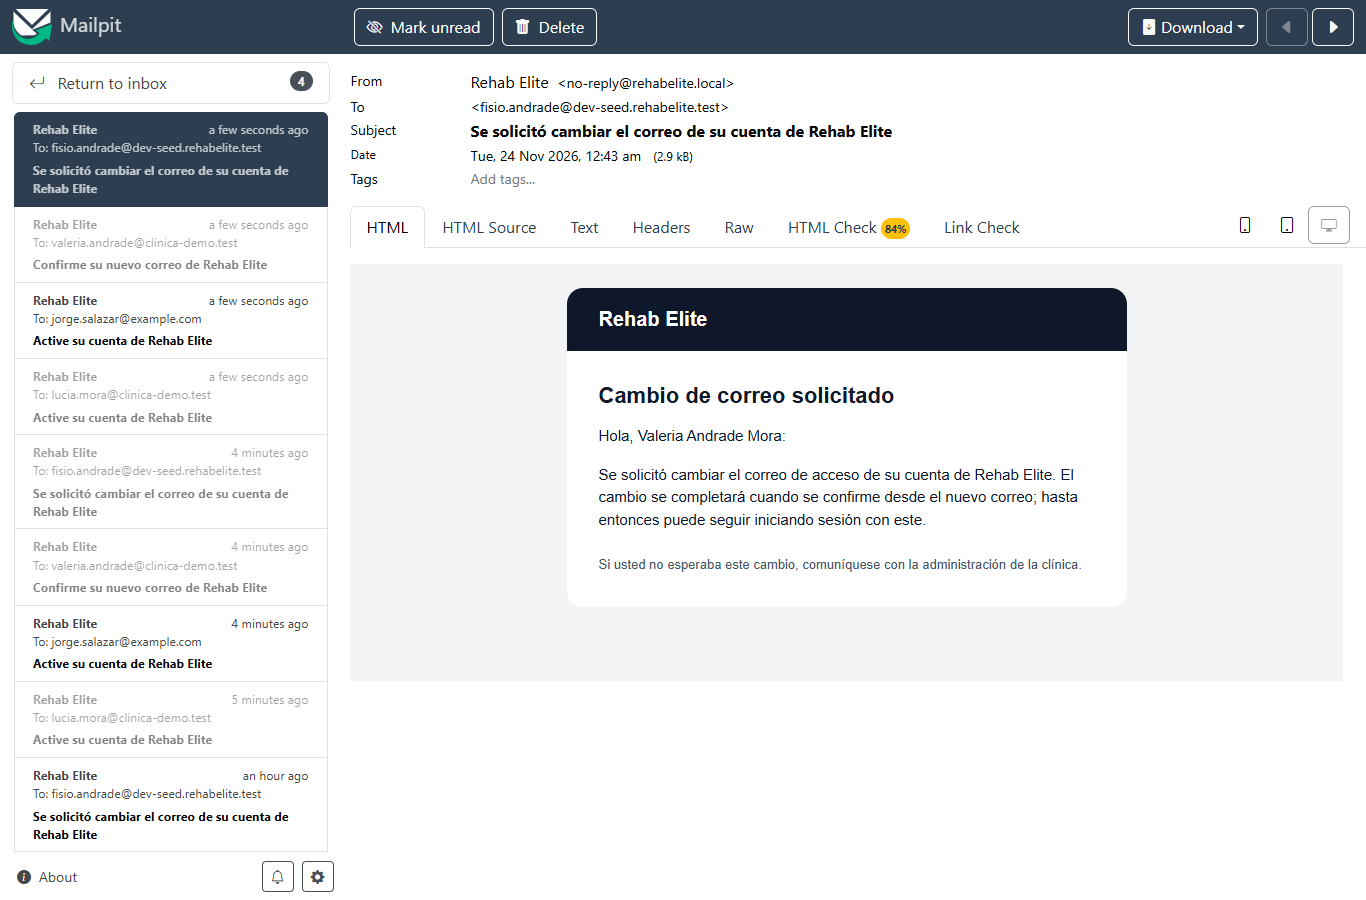 Mailpit
Mark unread
Delete
Download
Return to inbox
4
Rehab Elite a few seconds ago
To: fisio.andrade@dev-seed.rehabelite.test
Se solicitó cambiar el correo de su cuenta de
Rehab Elite
Rehab Elite a few seconds ago
To: valeria.andrade@clinica-demo.test
Confirme su nuevo correo de Rehab Elite
Rehab Elite a few seconds ago
To: jorge.salazar@example.com
Active su cuenta de Rehab Elite
Rehab Elite a few seconds ago
To: lucia.mora@clinica-demo.test
Active su cuenta de Rehab Elite
Rehab Elite 4 minutes ago
To: fisio.andrade@dev-seed.rehabelite.test
Se solicitó cambiar el correo de su cuenta de
Rehab Elite
Rehab Elite 4 minutes ago
To: valeria.andrade@clinica-demo.test
Confirme su nuevo correo de Rehab Elite
Rehab Elite 4 minutes ago
To: jorge.salazar@example.com
Active su cuenta de Rehab Elite
Rehab Elite 5 minutes ago
To: lucia.mora@clinica-demo.test
Active su cuenta de Rehab Elite
Rehab Elite an hour ago
To: fisio.andrade@dev-seed.rehabelite.test
Se solicitó cambiar el correo de su cuenta de
Rehab Elite
About
From Rehab Elite <no-reply@rehabelite.local>
To <fisio.andrade@dev-seed.rehabelite.test>
Subject Se solicitó cambiar el correo de su cuenta de Rehab Elite
Date Tue, 24 Nov 2026, 12:43 am (2.9 kB)
Tags Add tags...
HTML HTML Source Text Headers Raw HTML Check 84% Link Check
Rehab Elite
Cambio de correo solicitado
Hola, Valeria Andrade Mora:
Se solicitó cambiar el correo de acceso de su cuenta de Rehab Elite. El
cambio se completará cuando se confirme desde el nuevo correo; hasta
entonces puede seguir iniciando sesión con este.
Si usted no esperaba este cambio, comuníquese con la administración de la clínica.